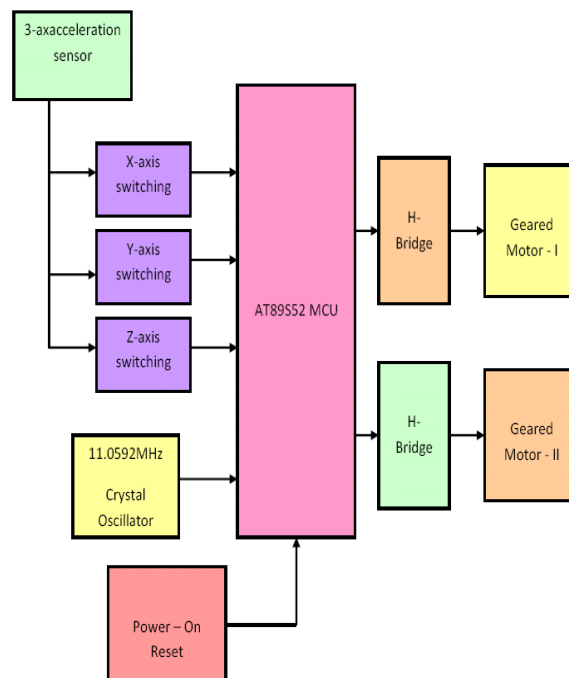 3-axacceleration
sensor
X-axis
switching
Y-axis
switching
Z-axis
switching
11.0592MHz
Crystal
Oscillator
Power – On
Reset
AT89S52 MCU
H-
Bridge
Geared
Motor - I
H-
Bridge
Geared
Motor - II